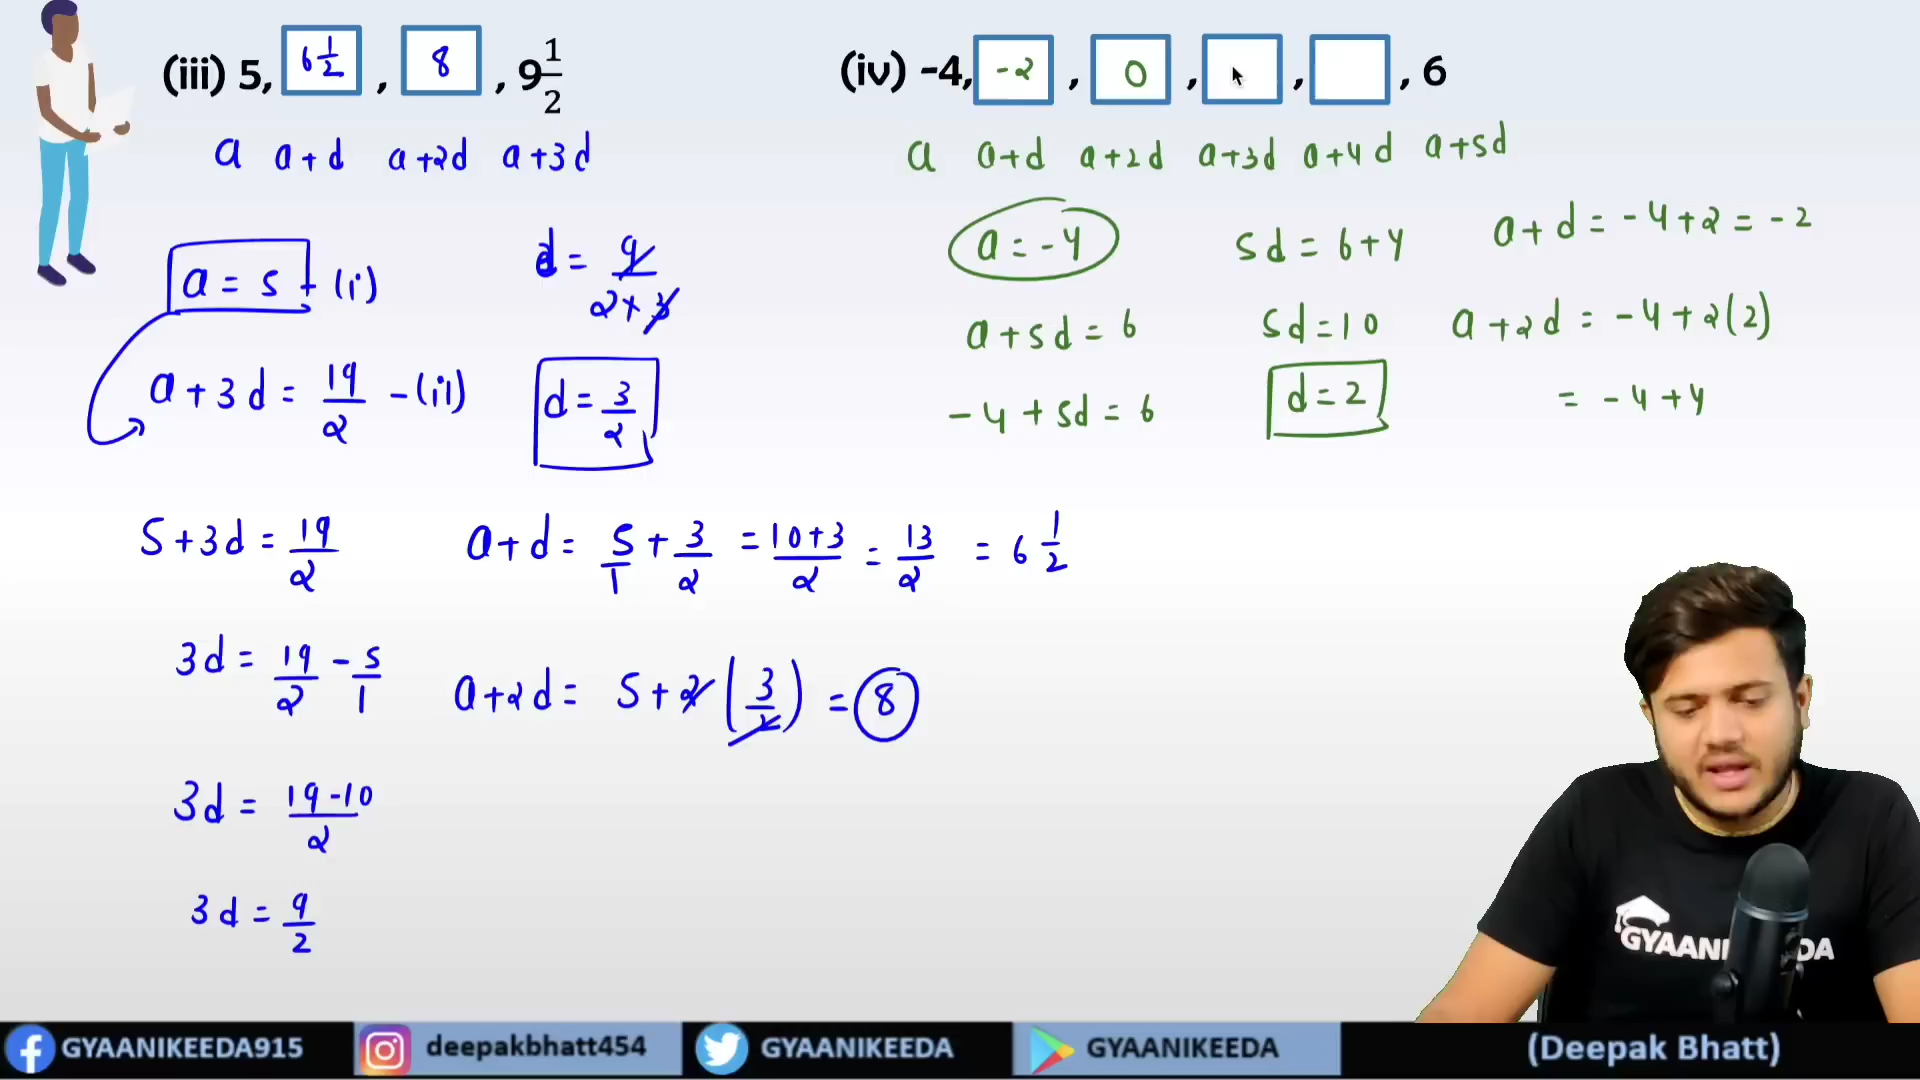 (iii) 5, 6 1/2 , 8 , 9 1/2
a a+d a+2d a+3d
a = 5 - (i)
a+3d = 19/2 - (ii)
5+3d = 19/2
3d = 19/2 - 5/1
3d = 19-10/2
3d = 9/2
d = 9/2×3
d = 3/2
a+d = 5/1 + 3/2 = 10+3/2 = 13/2 = 6 1/2
a+2d = 5+2(3/2) = 8
(iv) -4, -2 , 0 , , , 6
a a+d a+2d a+3d a+4d a+5d
a = -4
a+5d = 6
-4+5d = 6
5d = 6+4
5d = 10
d = 2
a+d = -4+2 = -2
a+2d = -4+2(2)
= -4+4
GYAANI DA
GYAANIKEEDA915 deepakbhatt454 GYAANIKEEDA GYAANIKEEDA (Deepak Bhatt)